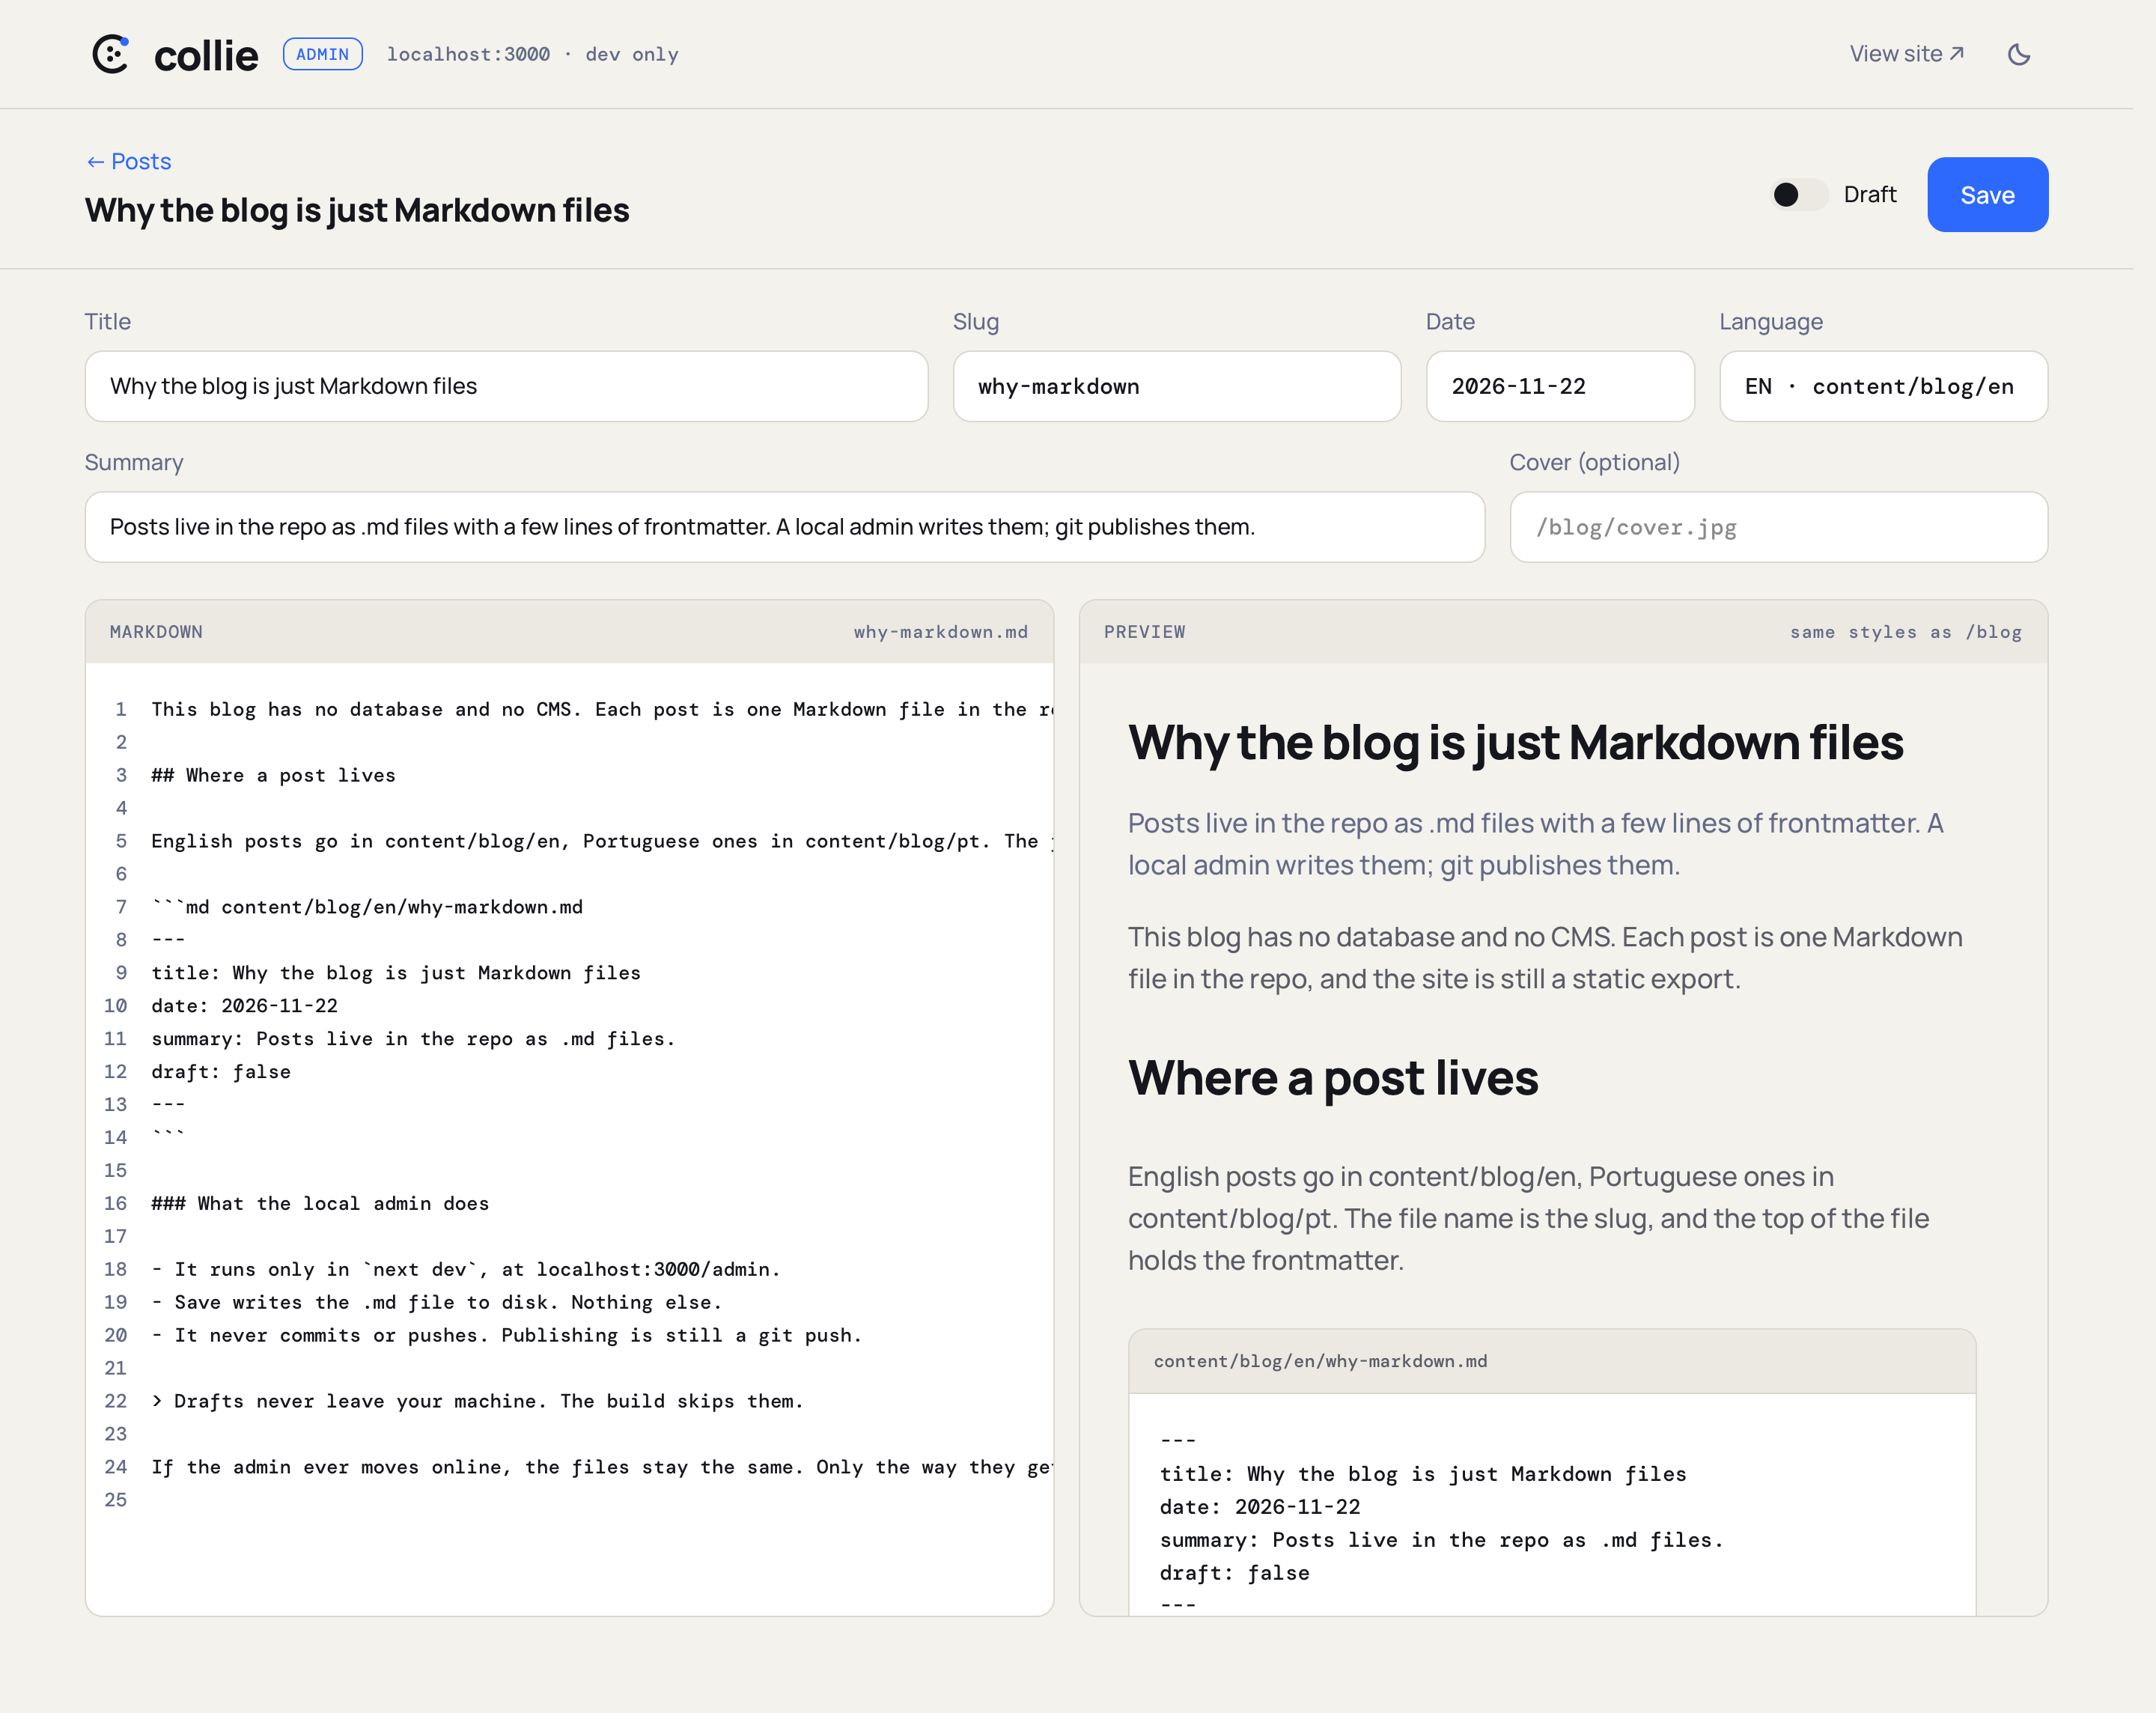 collie ADMIN localhost:3000 · dev only View site ↗
← Posts
Why the blog is just Markdown files
Draft Save
Title Slug Date Language
Why the blog is just Markdown files why-markdown 2026-11-22 EN · content/blog/en
Summary Cover (optional)
Posts live in the repo as .md files with a few lines of frontmatter. A local admin writes them; git publishes them. /blog/cover.jpg
MARKDOWN why-markdown.md
1 This blog has no database and no CMS. Each post is one Markdown file in the
2
3 ## Where a post lives
4
5 English posts go in content/blog/en, Portuguese ones in content/blog/pt. The
6
7 ```md content/blog/en/why-markdown.md
8 ---
9 title: Why the blog is just Markdown files
10 date: 2026-11-22
11 summary: Posts live in the repo as .md files.
12 draft: false
13 ---
14 ```
15
16 ### What the local admin does
17
18 - It runs only in `next dev`, at localhost:3000/admin.
19 - Save writes the .md file to disk. Nothing else.
20 - It never commits or pushes. Publishing is still a git push.
21
22 > Drafts never leave your machine. The build skips them.
23
24 If the admin ever moves online, the files stay the same. Only the way they
25
PREVIEW same styles as /blog
Why the blog is just Markdown files
Posts live in the repo as .md files with a few lines of frontmatter. A
local admin writes them; git publishes them.
This blog has no database and no CMS. Each post is one Markdown
file in the repo, and the site is still a static export.
Where a post lives
English posts go in content/blog/en, Portuguese ones in
content/blog/pt. The file name is the slug, and the top of the file
holds the frontmatter.
content/blog/en/why-markdown.md
---
title: Why the blog is just Markdown files
date: 2026-11-22
summary: Posts live in the repo as .md files.
draft: false
---